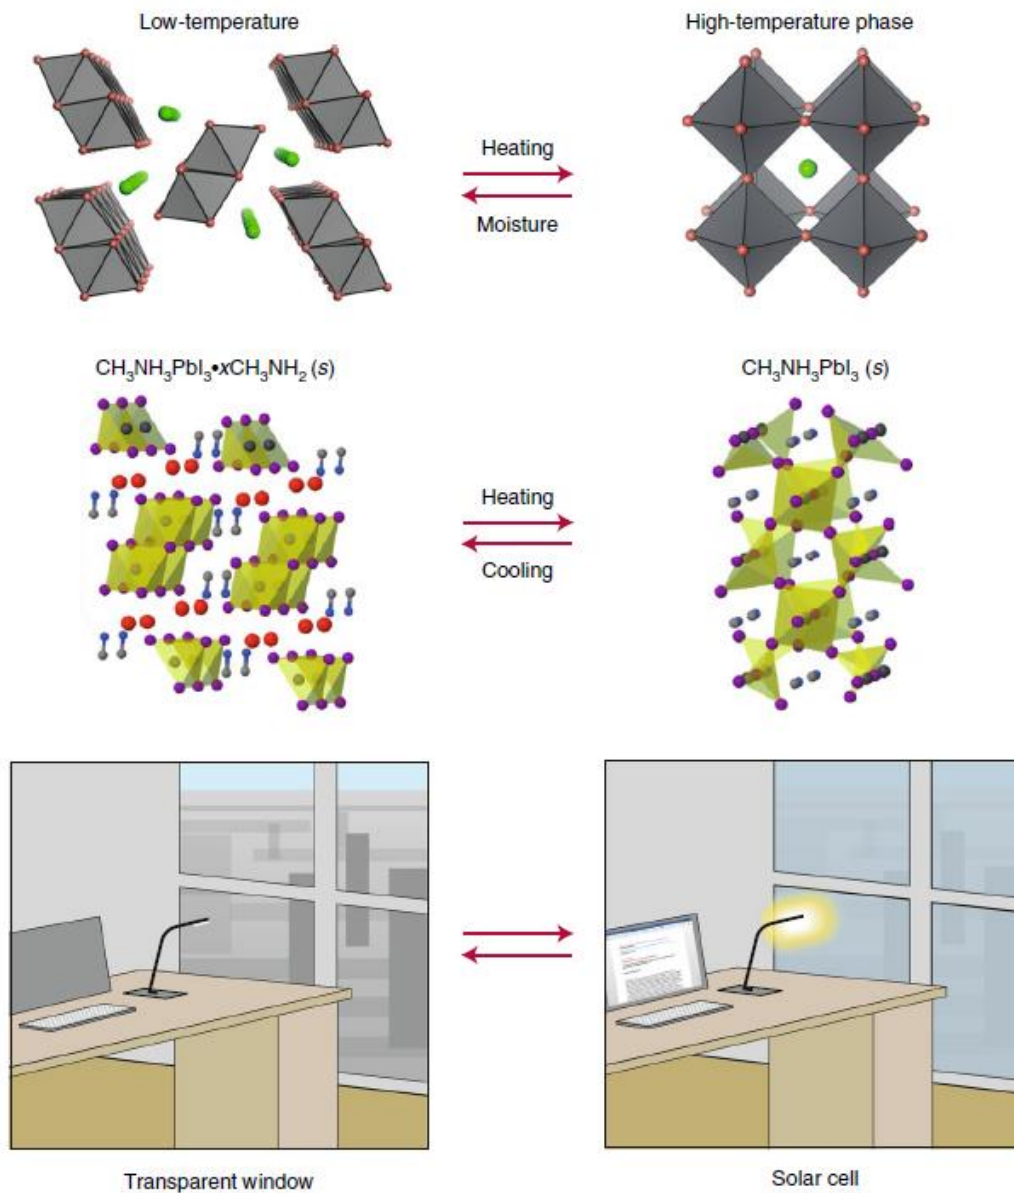 Low-temperature
High-temperature phase
Heating
Moisture
CH₃NH₃PbI₃•xCH₃NH₂ (s)
CH₃NH₃PbI₃ (s)
Heating
Cooling
Transparent window
Solar cell